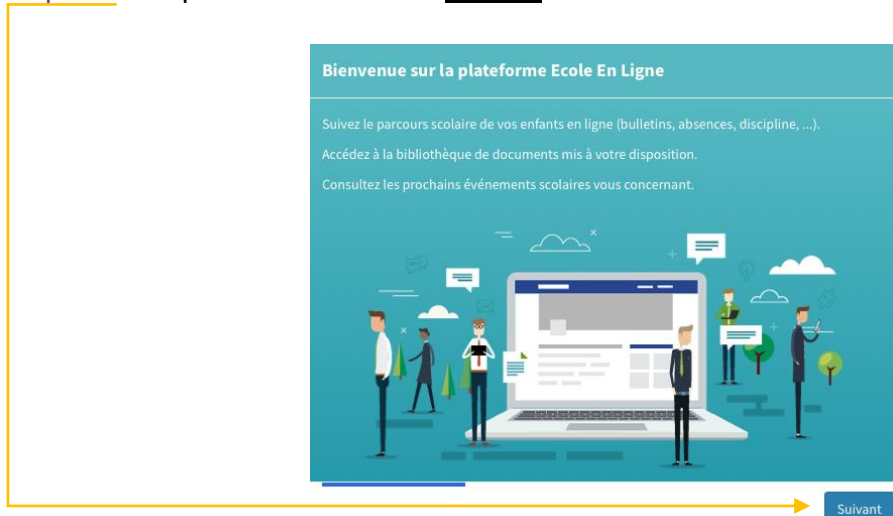 Bienvenue sur la plateforme Ecole En Ligne
Suivez le parcours scolaire de vos enfants en ligne (bulletins, absences, discipline, ...).
Accédez à la bibliothèque de documents mis à votre disposition.
Consultez les prochains événements scolaires vous concernant.
Suivant